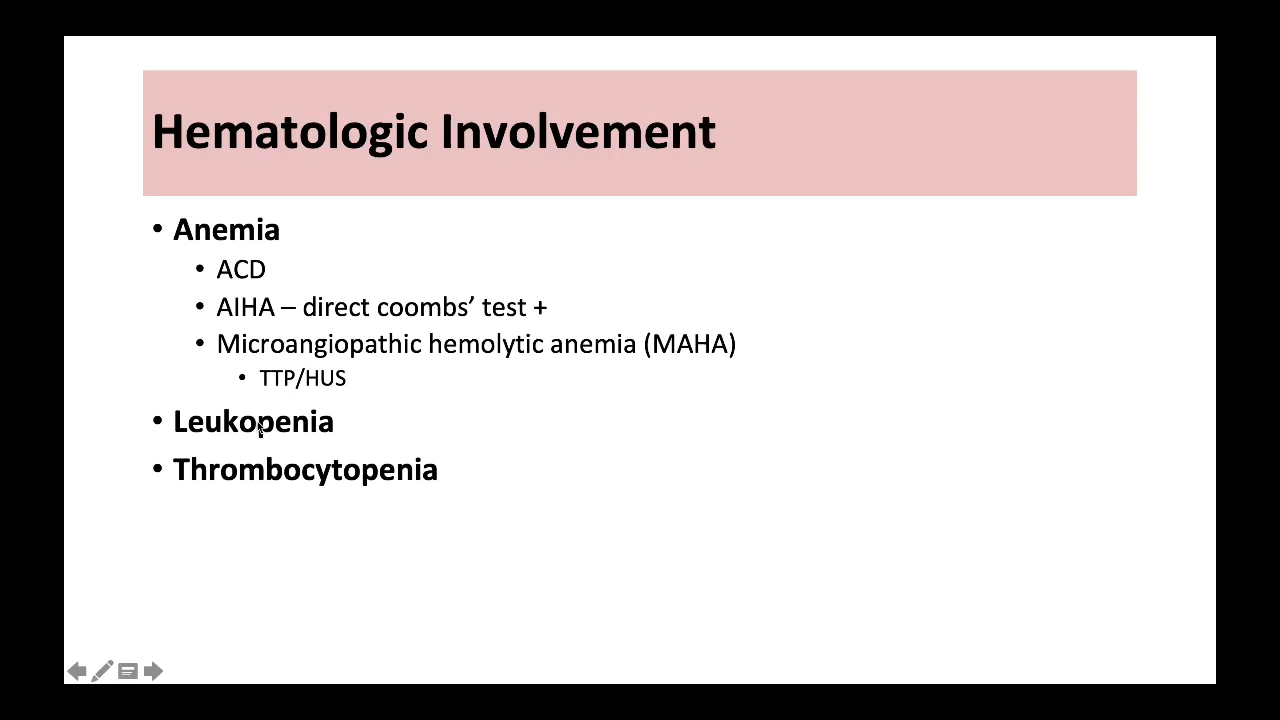 Hematologic Involvement
• Anemia
• ACD
• AIHA – direct coombs’ test +
• Microangiopathic hemolytic anemia (MAHA)
• TTP/HUS
• Leukopenia
• Thrombocytopenia